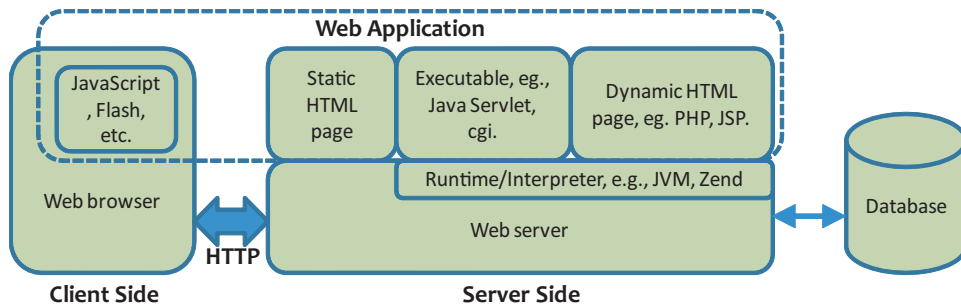 Web Application
JavaScript
, Flash,
etc.
Static
HTML
page
Executable, eg.,
Java Servlet,
cgi.
Dynamic HTML
page, eg. PHP, JSP.
Runtime/Interpreter, e.g., JVM, Zend
Web browser
Web server
Database
HTTP
Client Side
Server Side